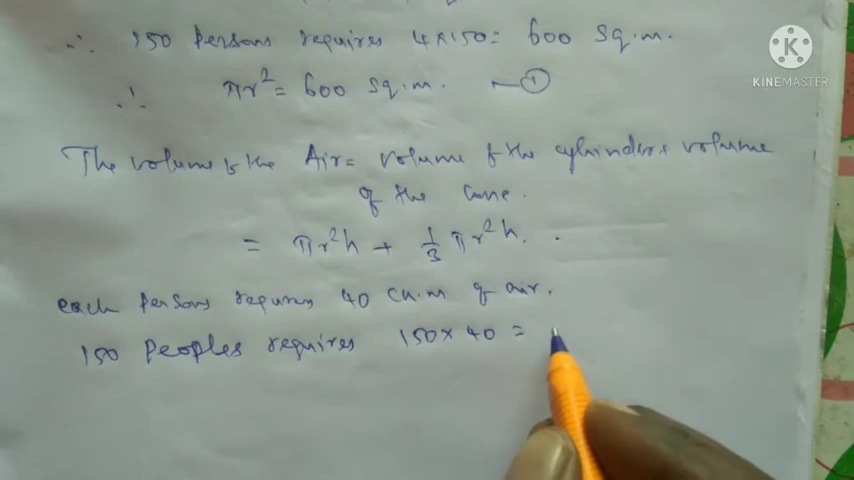 ∴ 150 Persons requires 4×150= 600 Sq.m.
K
KINEMASTER
∴ πr² = 600 Sq.m. ①
The volume of the Air= volume of the cylinder + volume
of the Cone.
= πr²h + 1/3 πr²h.
each Persons requires 40 cu.m of air.
150 Peoples requires 150×40 =